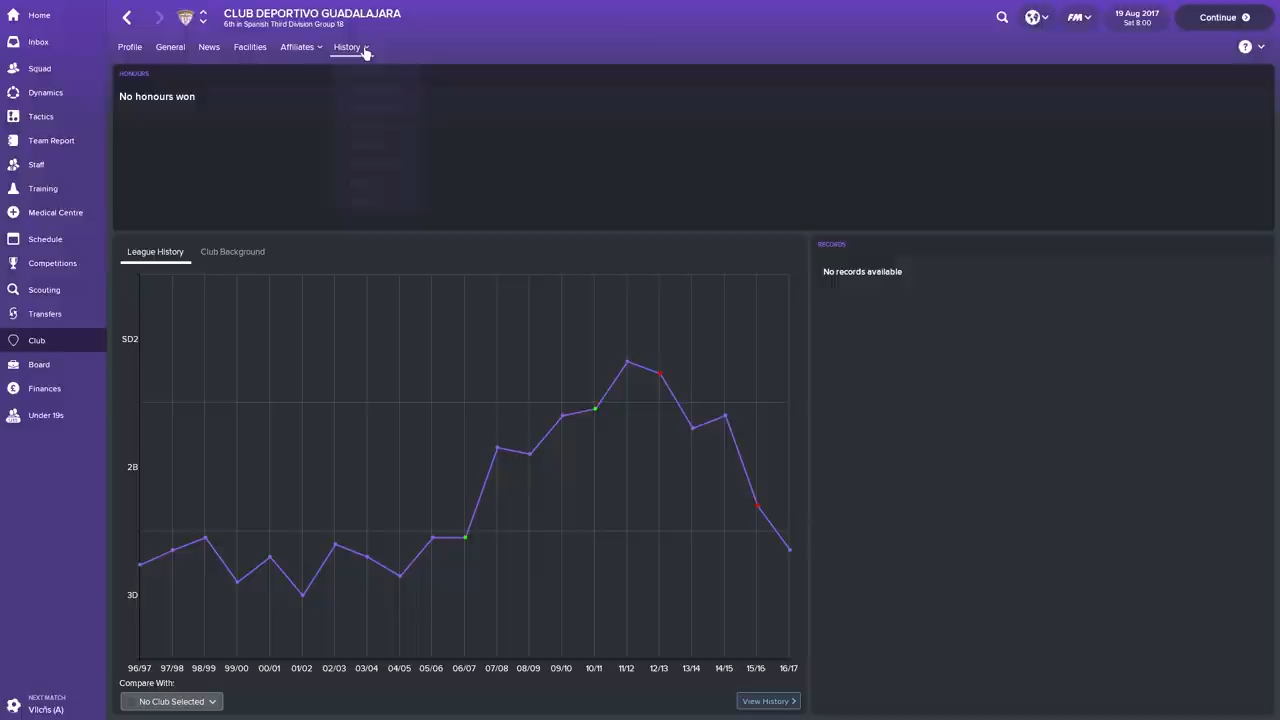 Home
Inbox
Squad
Dynamics
Tactics
Team Report
Staff
Training
Medical Centre
Schedule
Competitions
Scouting
Transfers
Club
Board
Finances
Under 19s
NEXT MATCH
Vilcñs (A)
CLUB DEPORTIVO GUADALAJARA
6th in Spanish Third Division Group 18
FM
19 Aug 2017
Sat 8:00
Continue
Profile
General
News
Facilities
Affiliates
History
?
HONOURS
No honours won
League History
Club Background
SD2
2B
3D
96/97 97/98 98/99 99/00 00/01 01/02 02/03 03/04 04/05 05/06 06/07 07/08 08/09 09/10 10/11 11/12 12/13 13/14 14/15 15/16 16/17
Compare With:
No Club Selected
View History >
RECORDS
No records available